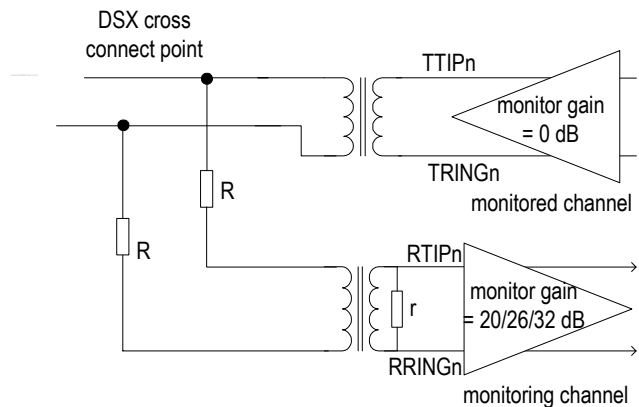 DSX cross
connect point
TTIPn
monitor gain
= 0 dB
TRINGn
monitored channel
R
R
RTIPn
monitor gain
= 20/26/32 dB
r
RRINGn
monitoring channel